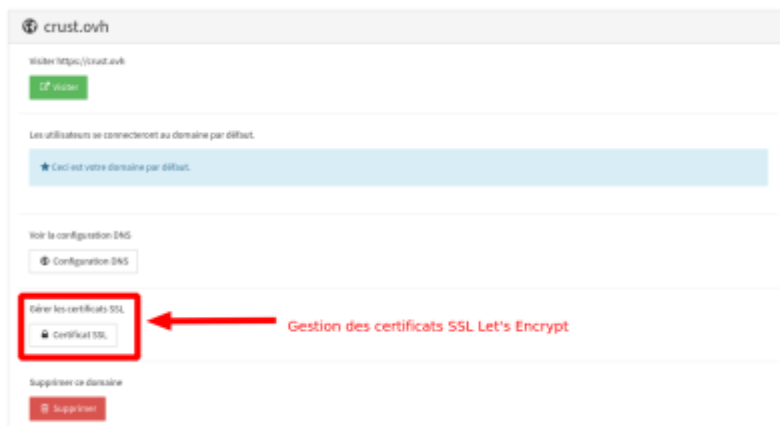 crust.ovh
Visiter https://crust.ovh
Visiter
Les utilisateurs se connecteront au domaine par défaut.
Ceci est votre domaine par défaut.
Voir la configuration DNS
Configuration DNS
Gérer les certificats SSL
Certificat SSL
Gestion des certificats SSL Let's Encrypt
Supprimer ce domaine
Supprimer